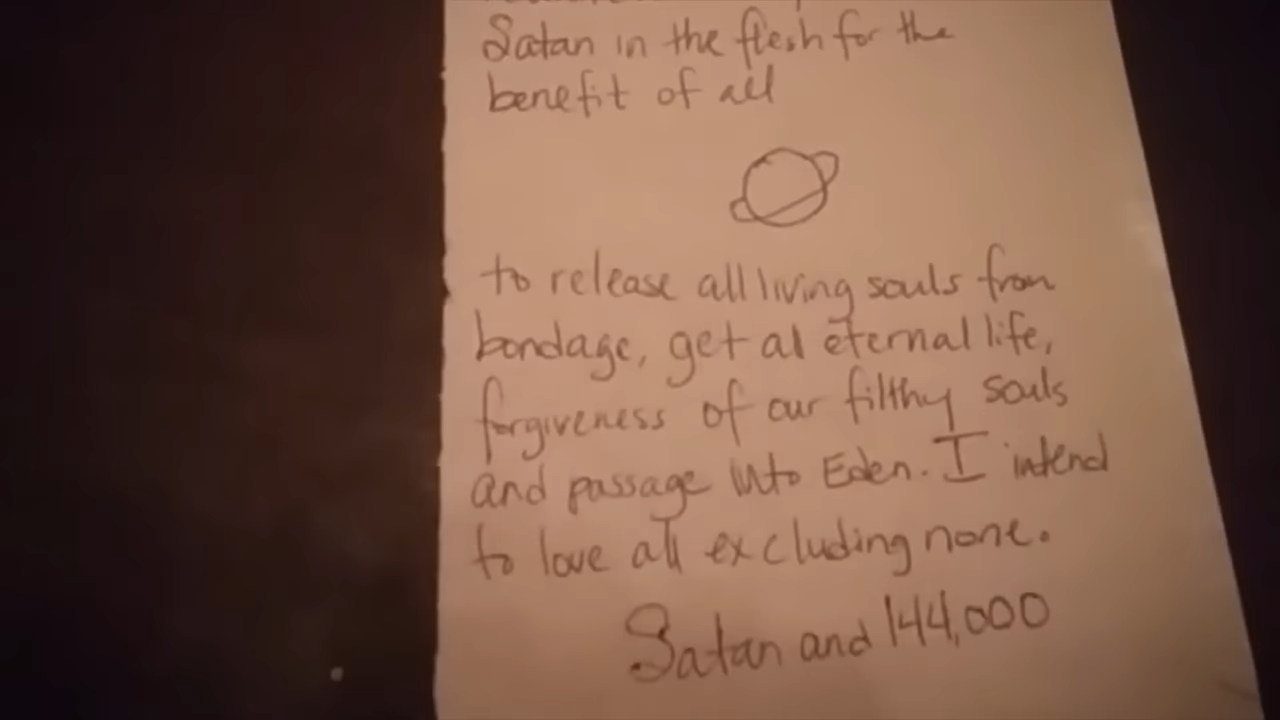 Satan in the flesh for the
benefit of all
to release all living souls from
bondage, get al eternal life,
forgiveness of our filthy souls
and passage into Eden. I intend
to love all excluding none.
Satan and 144,000